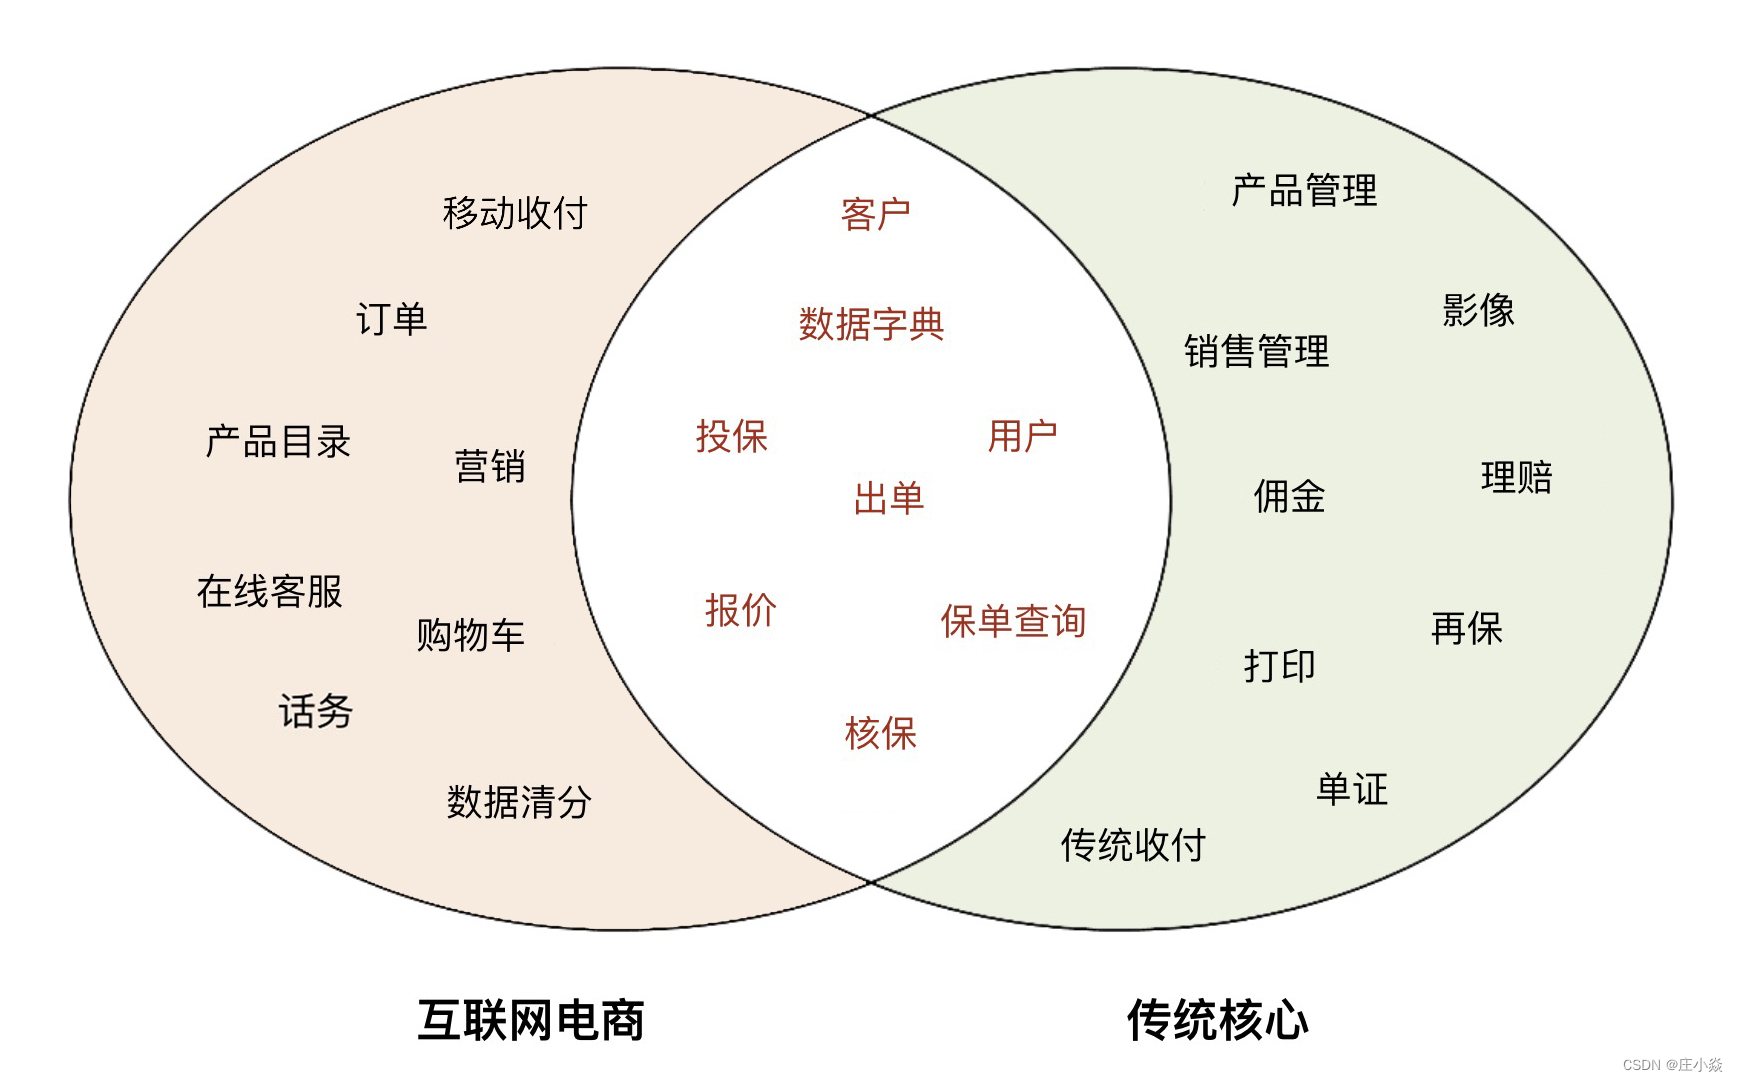 移动收付
订单
产品目录
营销
在线客服
购物车
话务
数据清分
客户
数据字典
投保
用户
出单
报价
保单查询
核保
产品管理
影像
销售管理
理赔
佣金
再保
打印
单证
传统收付
互联网电商
传统核心
CSDN @庄小焱